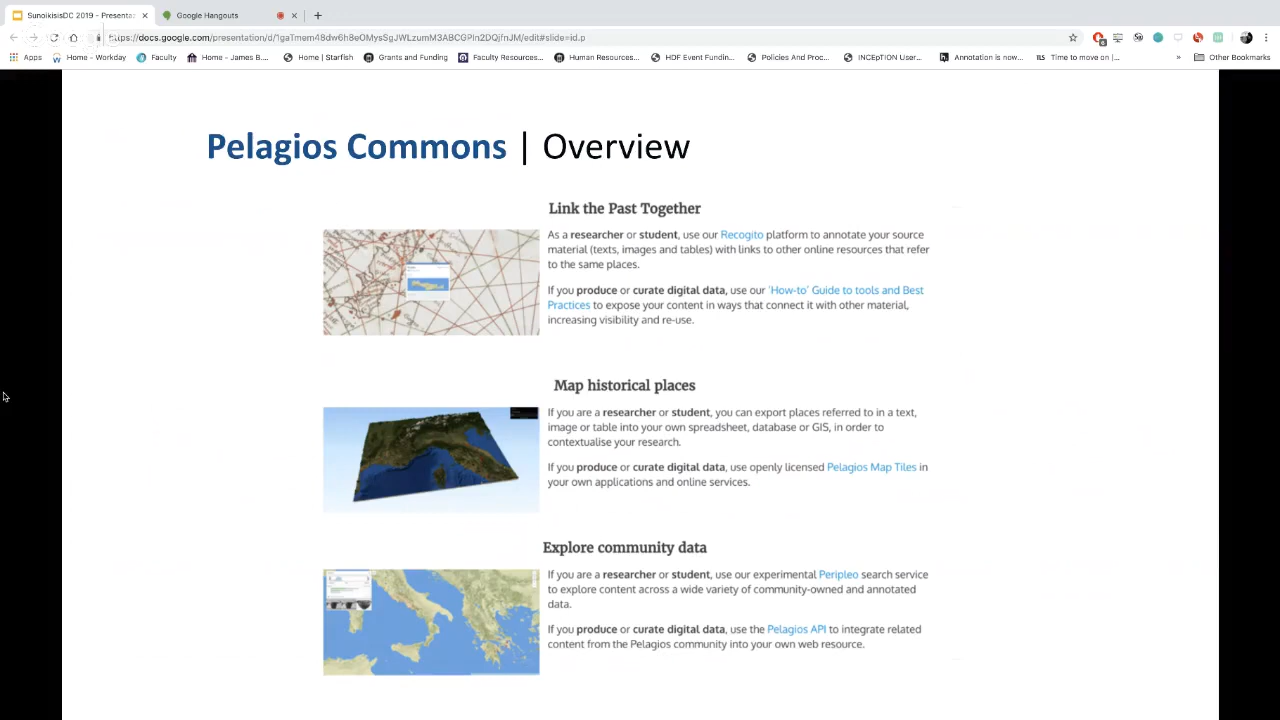 SunoikisisDC 2019 - Presenta
Google Hangouts
https://docs.google.com/presentation/d/1gaTmem48dw6h8eOMysSgJWLzumM3ABCGPln2DQjfnJM/edit#slide=id.p
Apps
Home - Workday
Faculty
Home - James B....
Home | Starfish
Grants and Funding
Faculty Resources...
Human Resources...
HDF Event Fundin...
Policies And Proc...
INCEpTION User...
Annotation is now...
TLS Time to move on |...
»
Other Bookmarks
Pelagios Commons | Overview
Link the Past Together
As a researcher or student, use our Recogito platform to annotate your source
material (texts, images and tables) with links to other online resources that refer
to the same places.
If you produce or curate digital data, use our 'How-to' Guide to tools and Best
Practices to expose your content in ways that connect it with other material,
increasing visibility and re-use.
Map historical places
If you are a researcher or student, you can export places referred to in a text,
image or table into your own spreadsheet, database or GIS, in order to
contextualise your research.
If you produce or curate digital data, use openly licensed Pelagios Map Tiles in
your own applications and online services.
Explore community data
If you are a researcher or student, use our experimental Peripleo search service
to explore content across a wide variety of community-owned and annotated
data.
If you produce or curate digital data, use the Pelagios API to integrate related
content from the Pelagios community into your own web resource.